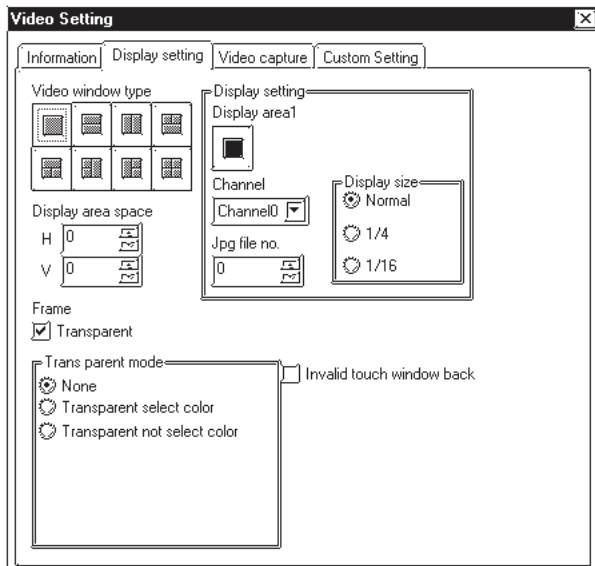 Video Setting
Information
Display setting
Video capture
Custom Setting
Video window type
Display area space
H 0
V 0
Display setting
Display area1
Channel
Channel0
Jpg file no.
0
Display size
Normal
1/4
1/16
Frame
Transparent
Trans parent mode
None
Transparent select color
Transparent not select color
Invalid touch window back